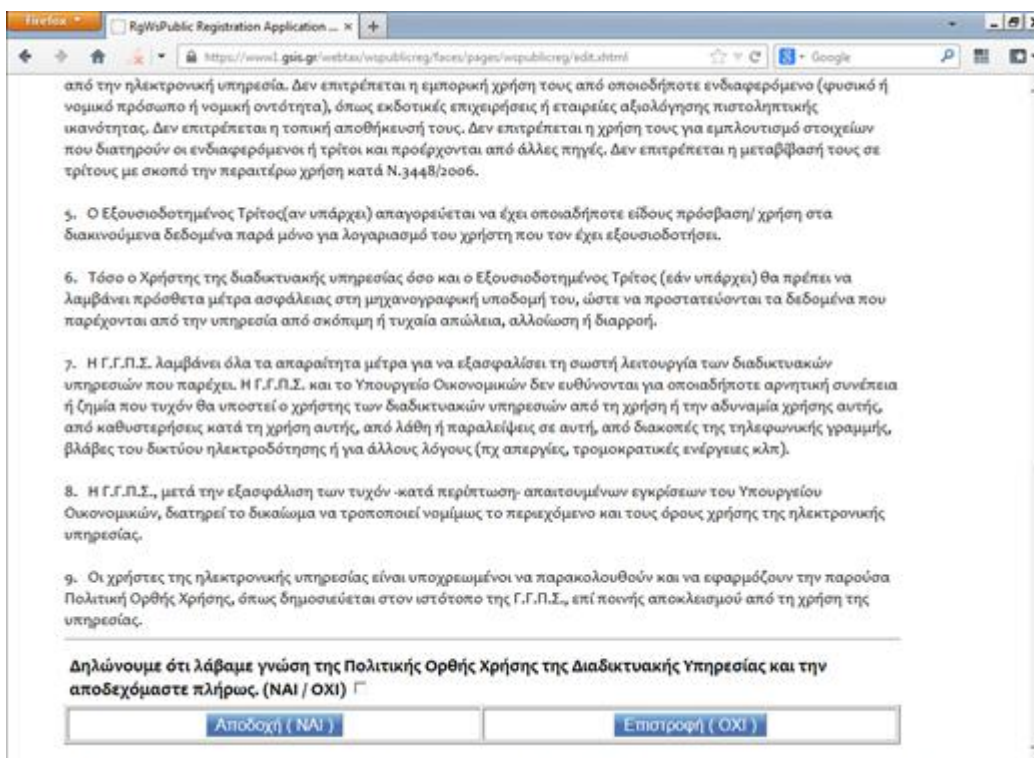 Firefox
RgWsPublic Registration Application ... × +
https://www1.gsis.gr/webtax/wspublicreg/faces/pages/wspublicreg/edit.xhtml
Google
από την ηλεκτρονική υπηρεσία. Δεν επιτρέπεται η εμπορική χρήση τους από οποιοδήποτε ενδιαφερόμενο (φυσικό ή
νομικό πρόσωπο ή νομική οντότητα), όπως εκδοτικές επιχειρήσεις ή εταιρείες αξιολόγησης πιστοληπτικής
ικανότητας. Δεν επιτρέπεται η τοπική αποθήκευσή τους. Δεν επιτρέπεται η χρήση τους για εμπλουτισμό στοιχείων
που διατηρούν οι ενδιαφερόμενοι ή τρίτοι και προέρχονται από άλλες πηγές. Δεν επιτρέπεται η μεταβίβασή τους σε
τρίτους με σκοπό την περαιτέρω χρήση κατά Ν.3448/2006.
5. Ο Εξουσιοδοτημένος Τρίτος(αν υπάρχει) απαγορεύεται να έχει οποιαδήποτε είδους πρόσβαση/ χρήση στα
διακινούμενα δεδομένα παρά μόνο για λογαριασμό του χρήστη που τον έχει εξουσιοδοτήσει.
6. Τόσο ο Χρήστης της διαδικτυακής υπηρεσίας όσο και ο Εξουσιοδοτημένος Τρίτος (εάν υπάρχει) θα πρέπει να
λαμβάνει πρόσθετα μέτρα ασφάλειας στη μηχανογραφική υποδομή του, ώστε να προστατεύονται τα δεδομένα που
παρέχονται από την υπηρεσία από σκόπιμη ή τυχαία απώλεια, αλλοίωση ή διαρροή.
7. Η Γ.Γ.Π.Σ. λαμβάνει όλα τα απαραίτητα μέτρα για να εξασφαλίσει τη σωστή λειτουργία των διαδικτυακών
υπηρεσιών που παρέχει. Η Γ.Γ.Π.Σ. και το Υπουργείο Οικονομικών δεν ευθύνονται για οποιαδήποτε αρνητική συνέπεια
ή ζημία που τυχόν θα υποστεί ο χρήστης των διαδικτυακών υπηρεσιών από τη χρήση ή την αδυναμία χρήσης αυτής,
από καθυστερήσεις κατά τη χρήση αυτής, από λάθη ή παραλείψεις σε αυτή, από διακοπές της τηλεφωνικής γραμμής,
βλάβες του δικτύου ηλεκτροδότησης ή για άλλους λόγους (πχ απεργίες, τρομοκρατικές ενέργειες κλπ).
8. Η Γ.Γ.Π.Σ., μετά την εξασφάλιση των τυχόν -κατά περίπτωση- απαιτουμένων εγκρίσεων του Υπουργείου
Οικονομικών, διατηρεί το δικαίωμα να τροποποιεί νομίμως το περιεχόμενο και τους όρους χρήσης της ηλεκτρονικής
υπηρεσίας.
9. Οι χρήστες της ηλεκτρονικής υπηρεσίας είναι υποχρεωμένοι να παρακολουθούν και να εφαρμόζουν την παρούσα
Πολιτική Ορθής Χρήσης, όπως δημοσιεύεται στον ιστότοπο της Γ.Γ.Π.Σ., επί ποινής αποκλεισμού από τη χρήση της
υπηρεσίας.
Δηλώνουμε ότι λάβαμε γνώση της Πολιτικής Ορθής Χρήσης της Διαδικτυακής Υπηρεσίας και την
αποδεχόμαστε πλήρως. (ΝΑΙ / ΟΧΙ)
Αποδοχή ( ΝΑΙ ) Επιστροφή ( ΟΧΙ )